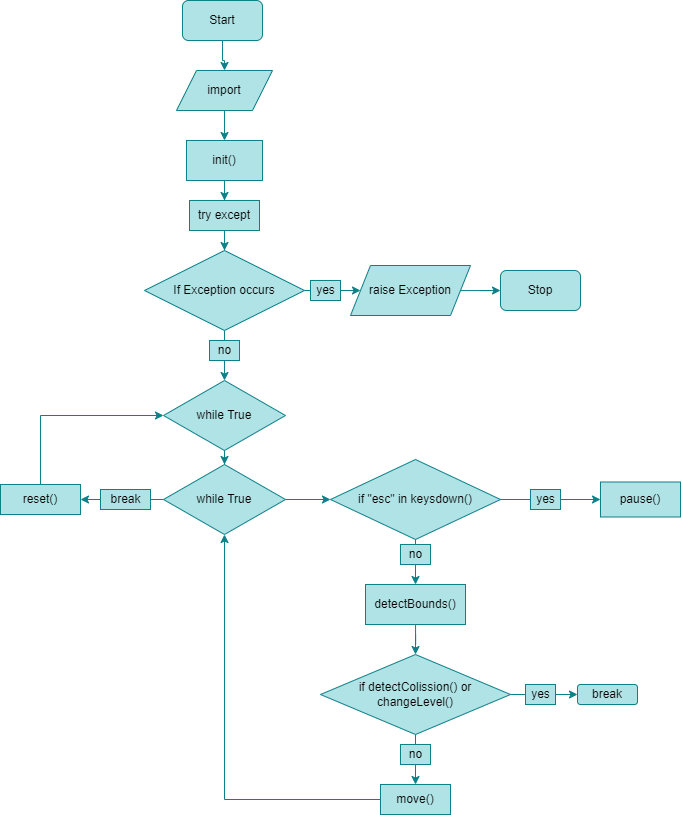 Start
import
init()
try except
If Exception occurs
yes
raise Exception
Stop
no
while True
while True
break
reset()
if "esc" in keysdown()
yes
pause()
no
detectBounds()
if detectColission() or
changeLevel()
yes
break
no
move()